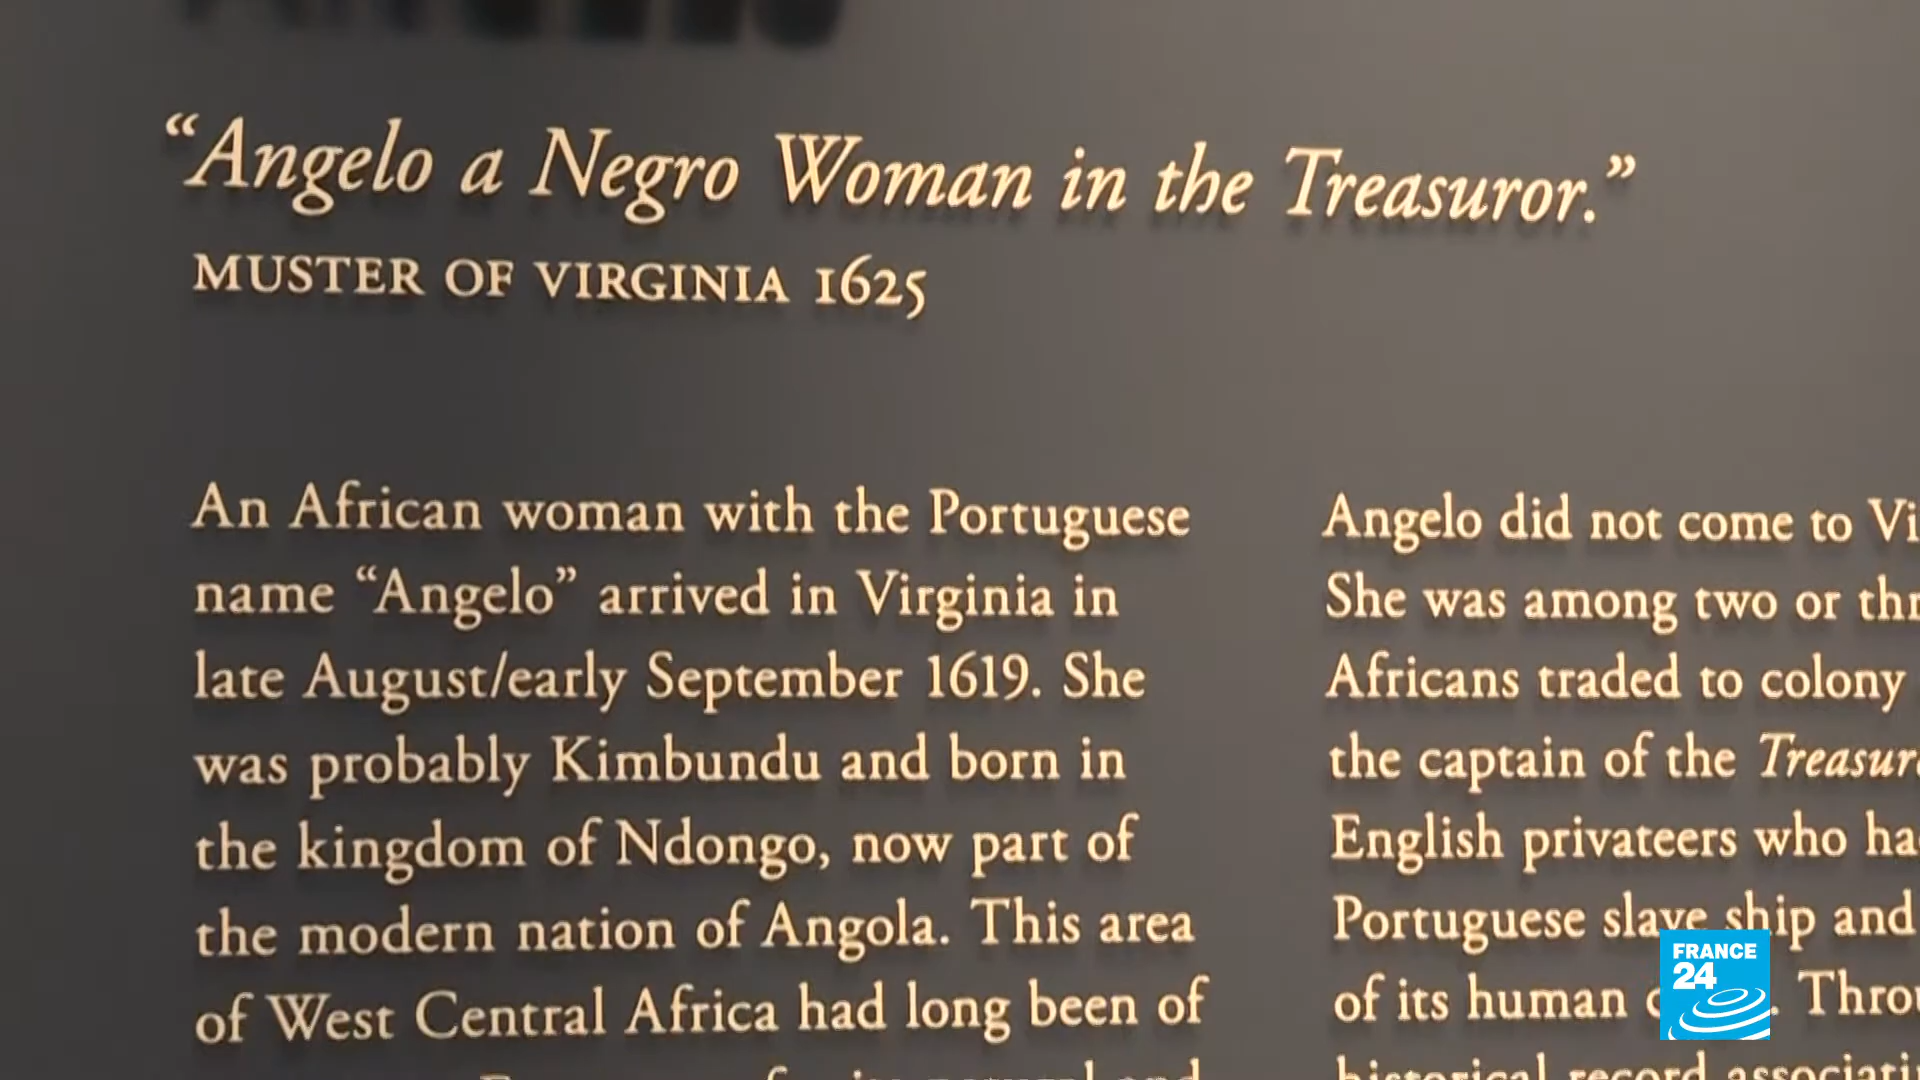 “Angelo a Negro Woman in the Treasuror.”
MUSTER OF VIRGINIA 1625
An African woman with the Portuguese
name “Angelo” arrived in Virginia in
late August/early September 1619. She
was probably Kimbundu and born in
the kingdom of Ndongo, now part of
the modern nation of Angola. This area
of West Central Africa had long been of
Angelo did not come to
She was among two or
Africans traded to colony
the captain of the
English privateers who
Portuguese slave ship and
of its human
historical record
FRANCE
24